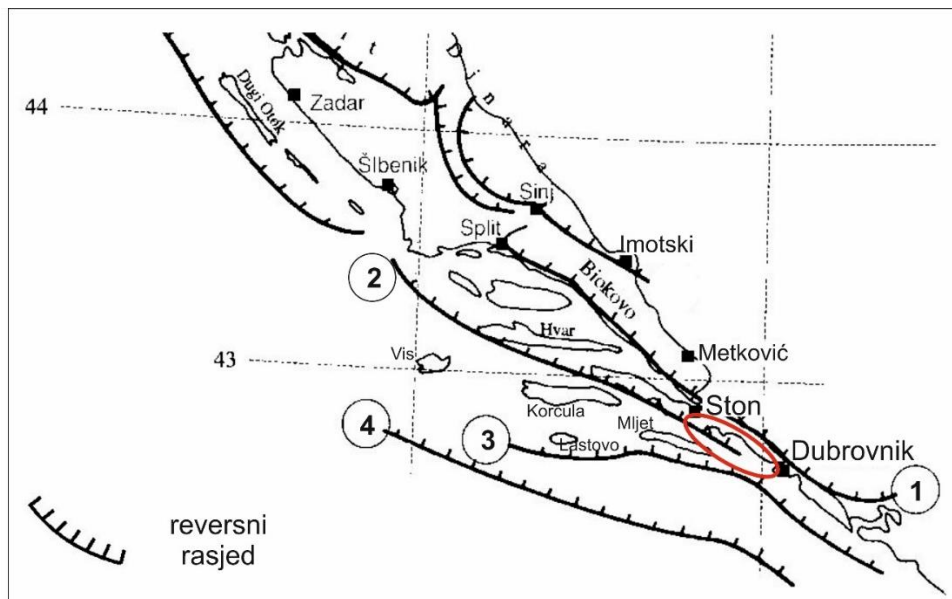 Dinara
i t
Dugi Otok
Zadar
44
Šlbenik
Sinj
Split
Imotski
Biokovo
2
Hvar
Metković
Vis
43
Ston
Korcula
4
3
Mljet
Lastovo
Dubrovnik
1
reversni
rasjed